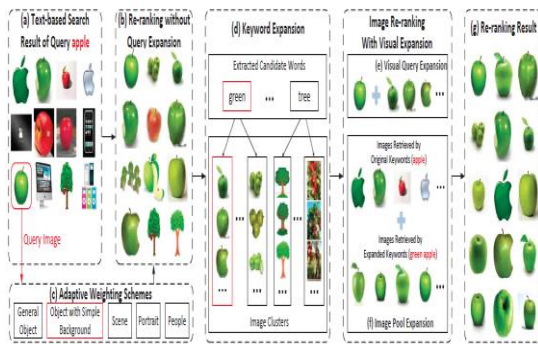 (a) Text-based Search
Result of Query apple
Query Image
(b) Re-ranking without
Query Expansion
(c) Adaptive Weighting Schemes
General
Object
Object with Simple
Background
Scene
Portrait
People
(d) Keyword Expansion
Extracted Candidate Words
green
...
tree
... ... ...
... ... ... ...
Image Clusters
Image Re-ranking
With Visual Expansion
(e) Visual Query Expansion
+
...
Images Retrieved by
Original Keywords (apple)
...
+
Images Retrieved by
Expanded Keywords (green apple)
...
(f) Image Pool Expansion
(g) Re-ranking Result